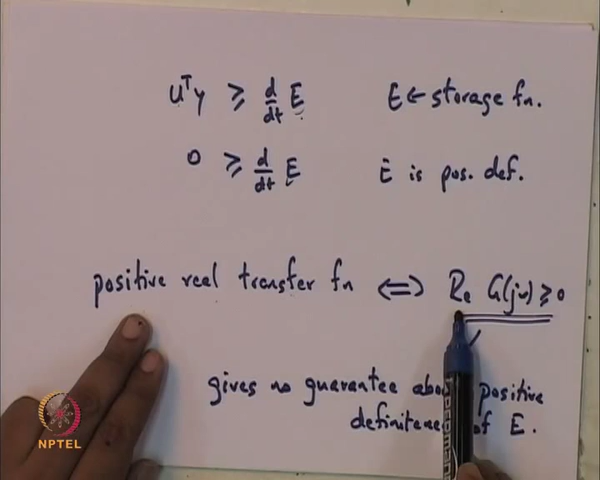 uᵀy ≥ d/dt E    E ← storage fn.
0 ≥ d/dt E    E is pos. def.
positive real transfer fn ⟺ Re G(jω) ≥ 0
gives no guarantee about positive
definiteness of E.
NPTEL